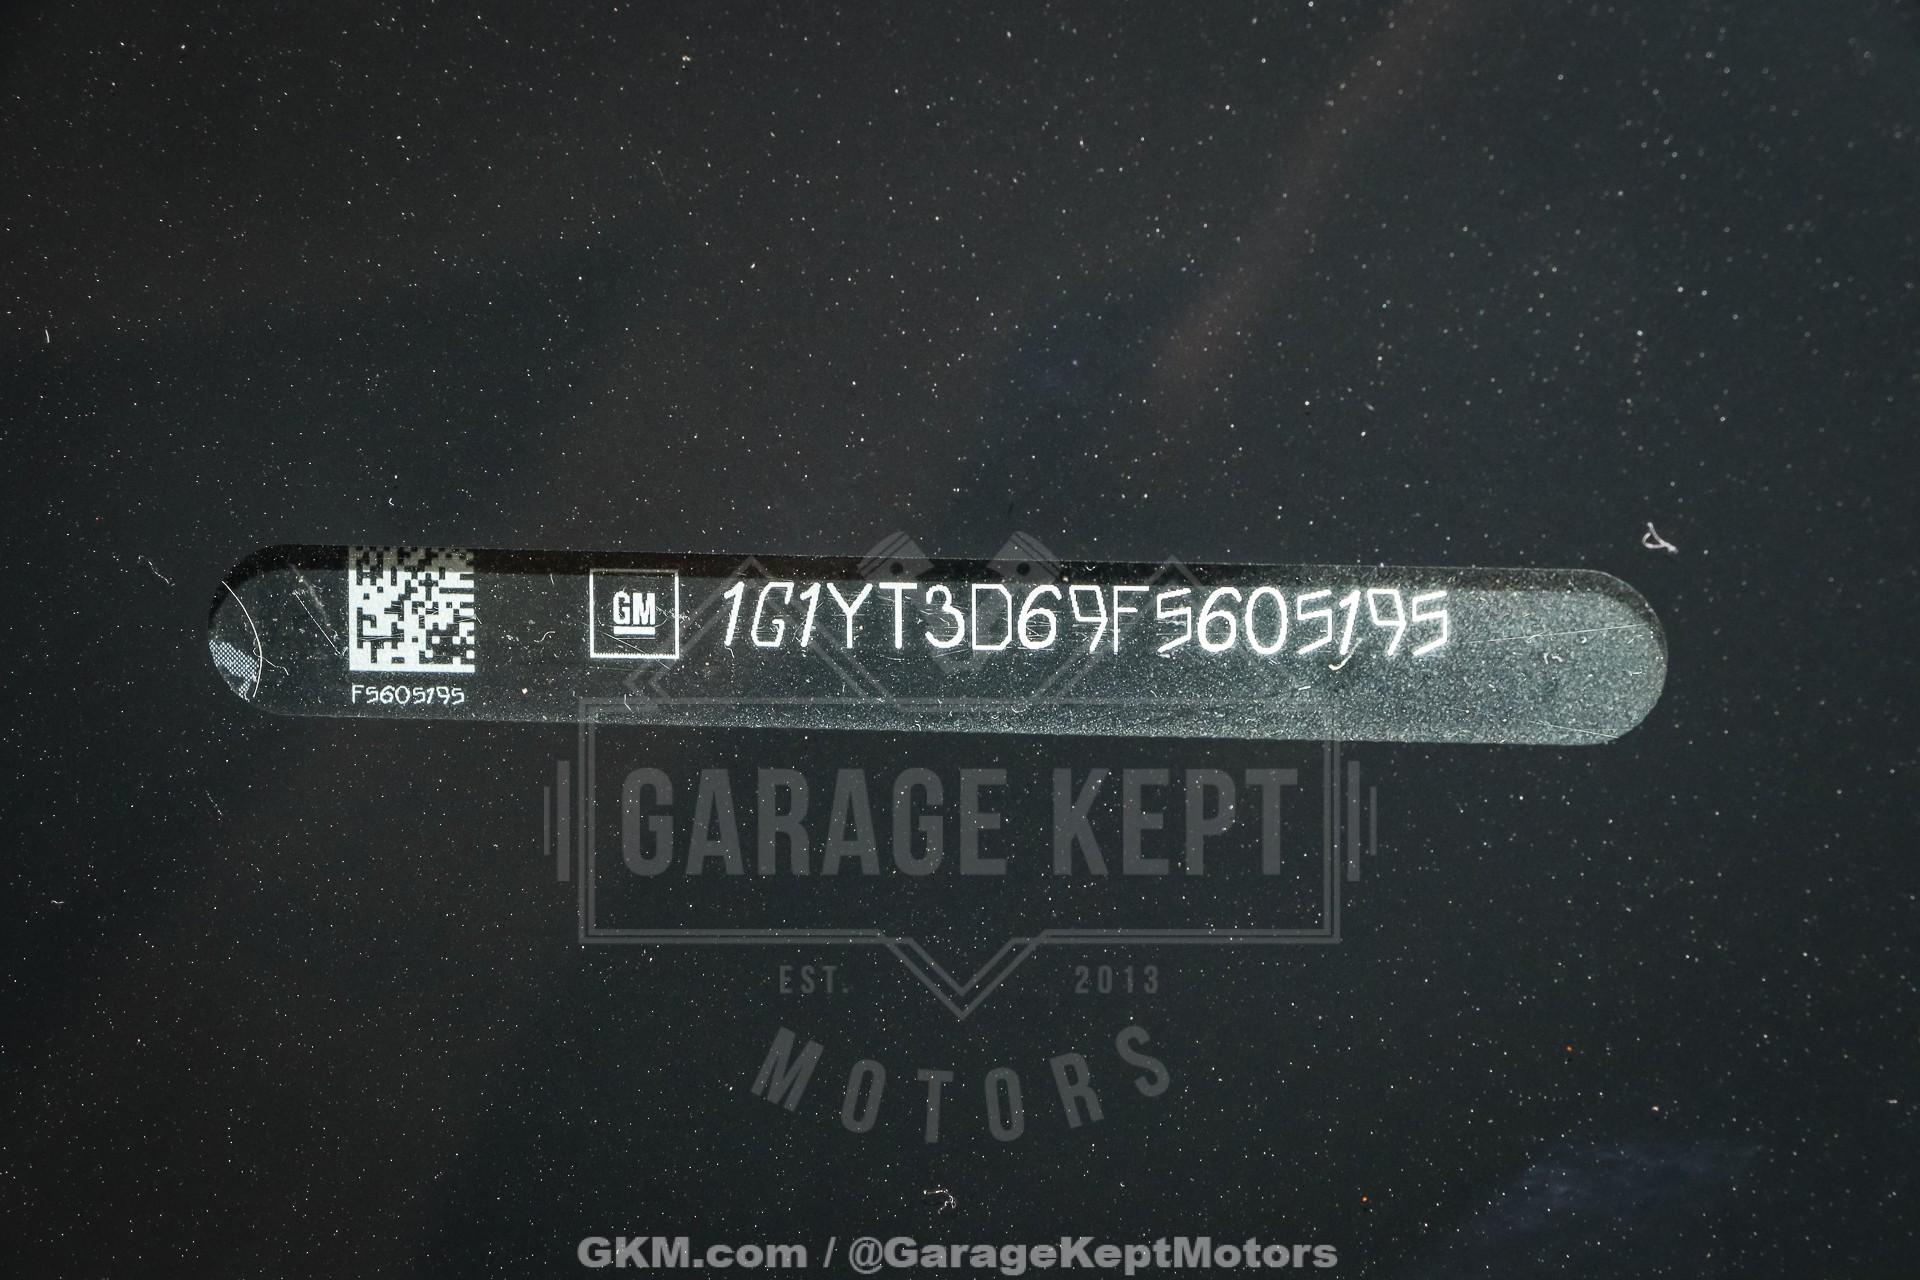 GM 1G1YT3D69F5605195
F5605195
GARAGE KEPT
EST. 2013
MOTORS
GKM.com / @GarageKeptMotors